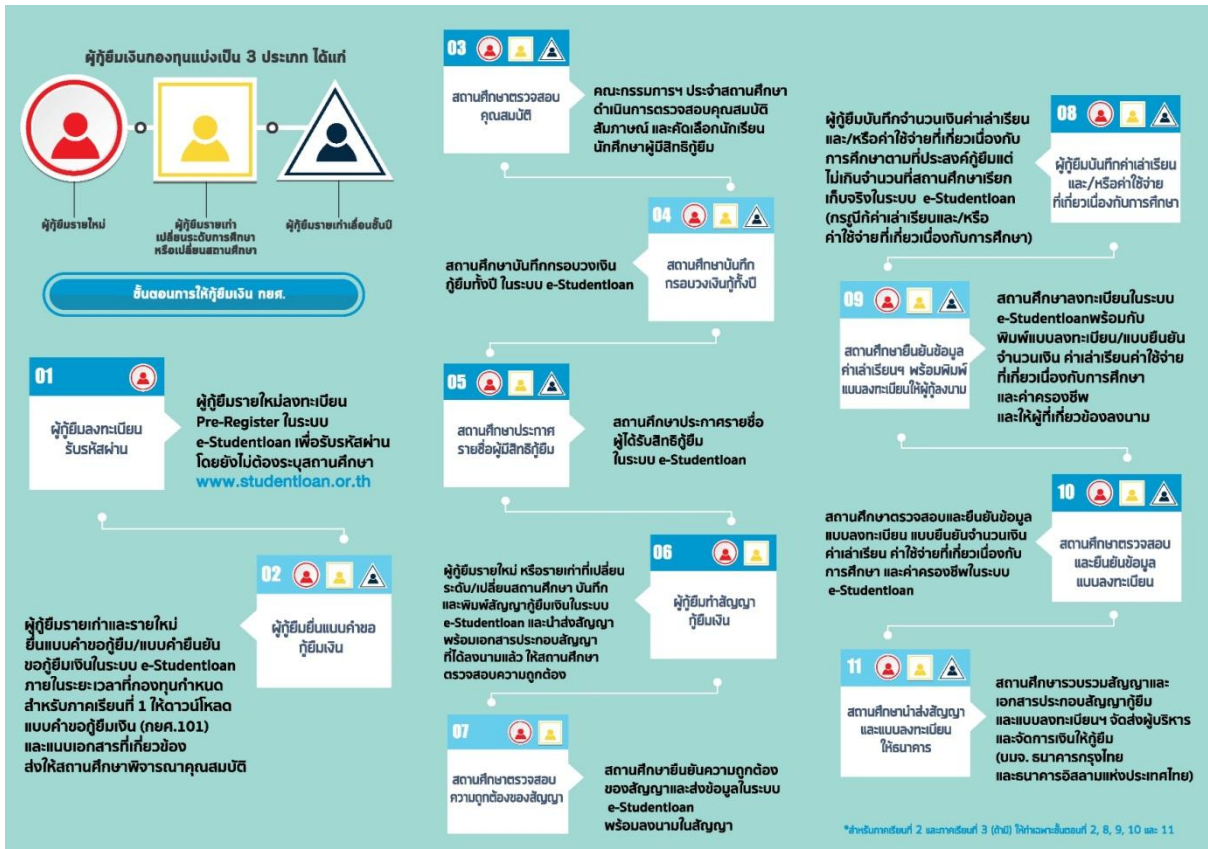 ผู้กู้ยืมเงินกองทุนแบ่งเป็น 3 ประเภท ได้แก่
ผู้กู้ยืมรายใหม่
ผู้กู้ยืมรายเก่า
เปลี่ยนระดับการศึกษา
หรือเปลี่ยนสถานศึกษา
ผู้กู้ยืมรายเก่าเลื่อนชั้นปี
ขั้นตอนการให้กู้ยืมเงิน กยศ.
01
ผู้กู้ยืมลงทะเบียน
รับรหัสผ่าน
ผู้กู้ยืมรายใหม่ลงทะเบียน
Pre-Register ในระบบ
e-Studentloan เพื่อรับรหัสผ่าน
โดยยังไม่ต้องระบุสถานศึกษา
www.studentloan.or.th
02
ผู้กู้ยืมยื่นแบบคำขอ
กู้ยืมเงิน
ผู้กู้ยืมรายเก่าและรายใหม่
ยื่นแบบคำขอกู้ยืม/แบบคำยืนยัน
ขอกู้ยืมเงินในระบบ e-Studentloan
ภายในระยะเวลาที่กองทุนกำหนด
สำหรับภาคเรียนที่ 1 ให้ดาวน์โหลด
แบบคำขอกู้ยืมเงิน (กยศ.101)
และแนบเอกสารที่เกี่ยวข้อง
ส่งให้สถานศึกษาพิจารณาคุณสมบัติ
03
สถานศึกษาตรวจสอบ
คุณสมบัติ
คณะกรรมการฯ ประจำสถานศึกษา
ดำเนินการตรวจสอบคุณสมบัติ
สัมภาษณ์ และคัดเลือกนักเรียน
นักศึกษาผู้มีสิทธิกู้ยืม
04
สถานศึกษาบันทึก
กรอบวงเงินกู้ทั้งปี
สถานศึกษาบันทึกกรอบวงเงิน
กู้ยืมทั้งปี ในระบบ e-Studentloan
05
สถานศึกษาประกาศ
รายชื่อผู้มีสิทธิกู้ยืม
สถานศึกษาประกาศรายชื่อ
ผู้ได้รับสิทธิกู้ยืม
ในระบบ e-Studentloan
06
ผู้กู้ยืมทำสัญญา
กู้ยืมเงิน
ผู้กู้ยืมรายใหม่ หรือรายเก่าที่เปลี่ยน
ระดับ/เปลี่ยนสถานศึกษา บันทึก
และพิมพ์สัญญากู้ยืมเงินในระบบ
e-Studentloan และนำส่งสัญญา
พร้อมเอกสารประกอบสัญญา
ที่ได้ลงนามแล้ว ให้สถานศึกษา
ตรวจสอบความถูกต้อง
07
สถานศึกษาตรวจสอบ
ความถูกต้องของสัญญา
สถานศึกษายืนยันความถูกต้อง
ของสัญญาและส่งข้อมูลในระบบ
e-Studentloan
พร้อมลงนามในสัญญา
08
ผู้กู้ยืมบันทึกค่าเล่าเรียน
และ/หรือค่าใช้จ่าย
ที่เกี่ยวเนื่องกับการศึกษา
ผู้กู้ยืมบันทึกจำนวนเงินค่าเล่าเรียน
และ/หรือค่าใช้จ่ายที่เกี่ยวเนื่องกับ
การศึกษาตามที่ประสงค์กู้ยืมแต่
ไม่เกินจำนวนที่สถานศึกษาเรียก
เก็บจริงในระบบ e-Studentloan
(กรณีกู้ค่าเล่าเรียนและ/หรือ
ค่าใช้จ่ายที่เกี่ยวเนื่องกับการศึกษา)
09
สถานศึกษายืนยันข้อมูล
ค่าเล่าเรียนฯ พร้อมพิมพ์
แบบลงทะเบียนให้ผู้กู้ลงนาม
สถานศึกษาลงทะเบียนในระบบ
e-Studentloanพร้อมกับ
พิมพ์แบบลงทะเบียน/แบบยืนยัน
จำนวนเงิน ค่าเล่าเรียนค่าใช้จ่าย
ที่เกี่ยวเนื่องกับการศึกษา
และค่าครองชีพ
และให้ผู้ที่เกี่ยวข้องลงนาม
10
สถานศึกษาตรวจสอบ
และยืนยันข้อมูล
แบบลงทะเบียน
สถานศึกษาตรวจสอบและยืนยันข้อมูล
แบบลงทะเบียน แบบยืนยันจำนวนเงิน
ค่าเล่าเรียน ค่าใช้จ่ายที่เกี่ยวเนื่องกับ
การศึกษา และค่าครองชีพในระบบ
e-Studentloan
11
สถานศึกษานำส่งสัญญา
และแบบลงทะเบียน
ให้ธนาคาร
สถานศึกษารวบรวมสัญญาและ
เอกสารประกอบสัญญากู้ยืม
และแบบลงทะเบียนฯ จัดส่งผู้บริหาร
และจัดการเงินให้กู้ยืม
(บมจ. ธนาคารกรุงไทย
และธนาคารอิสลามแห่งประเทศไทย)
*สำหรับภาคเรียนที่ 2 และภาคเรียนที่ 3 (ถ้ามี) ให้ทำเฉพาะขั้นตอนที่ 2, 8, 9, 10 และ 11